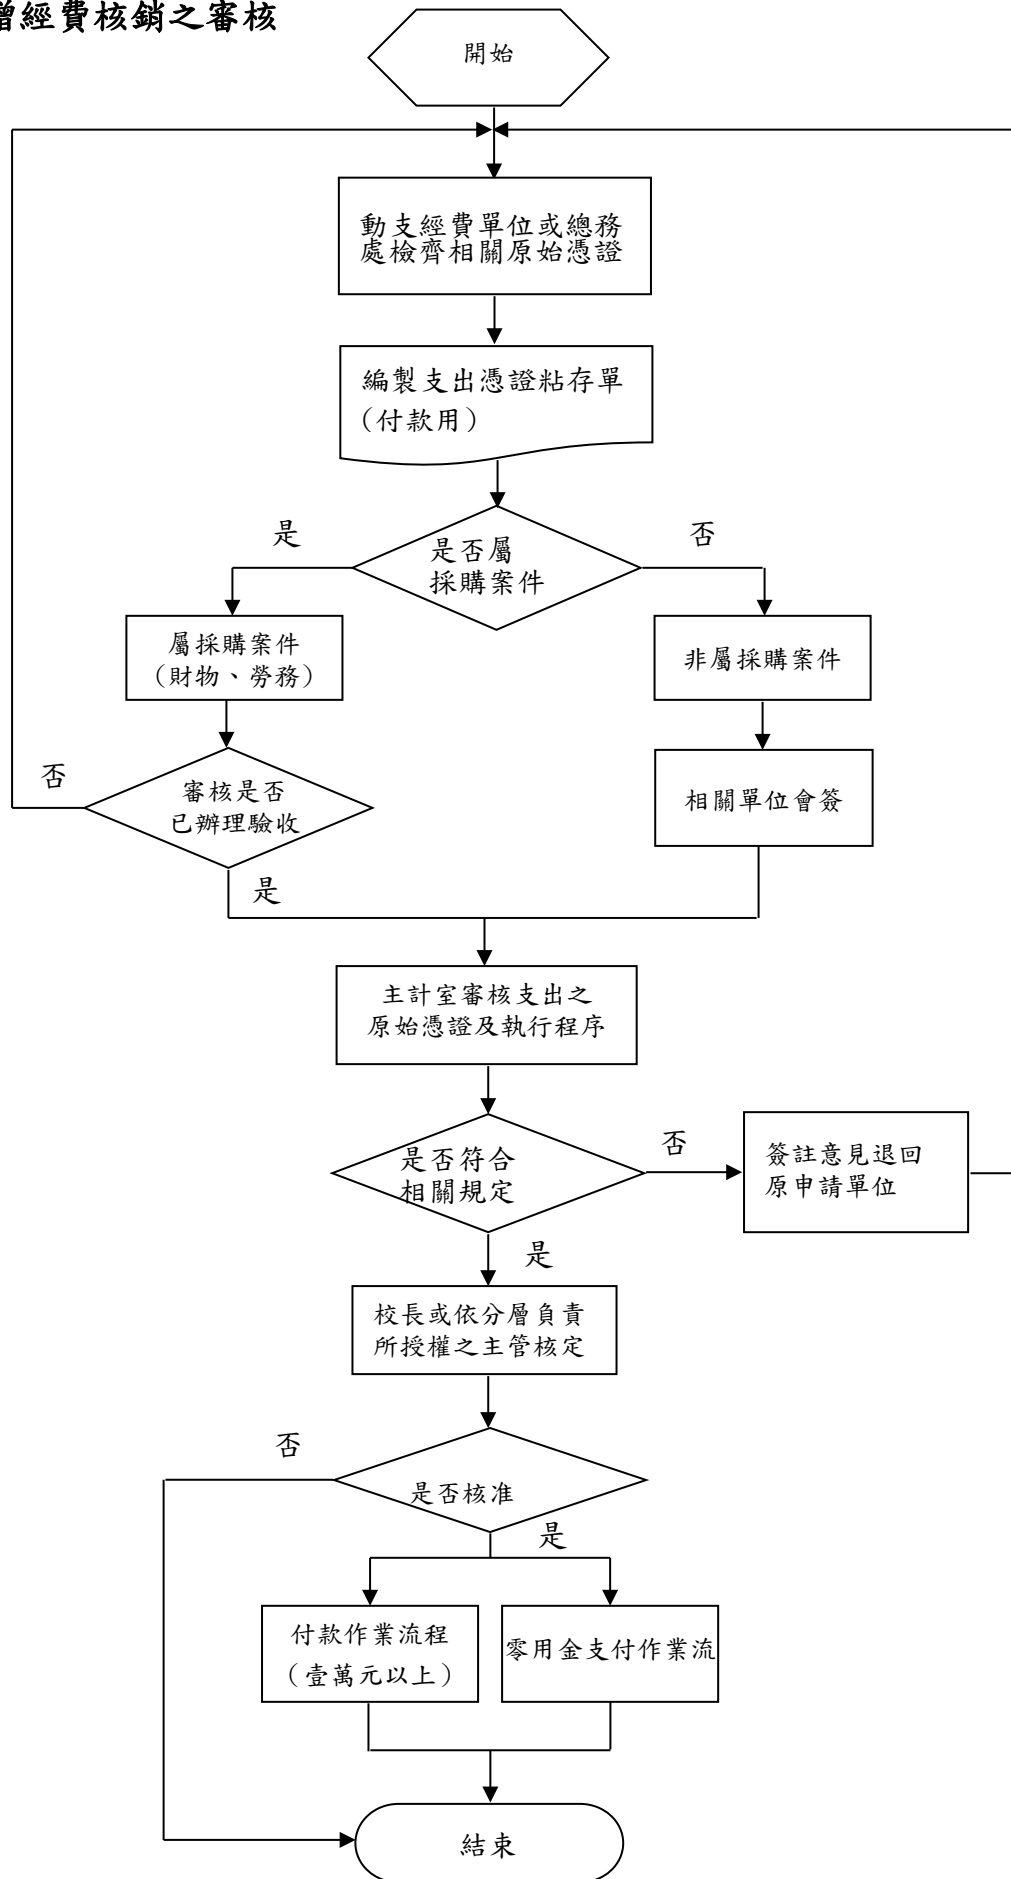 增經費核銷之審核
開始
動支經費單位或總務
處檢齊相關原始憑證
編製支出憑證粘存單
（付款用）
是
是否屬
採購案件
否
屬採購案件
（財物、勞務）
非屬採購案件
否
審核是否
已辦理驗收
相關單位會簽
是
主計室審核支出之
原始憑證及執行程序
是否符合
相關規定
否
簽註意見退回
原申請單位
是
校長或依分層負責
所授權之主管核定
否
是否核准
是
付款作業流程
（壹萬元以上）
零用金支付作業流
結束